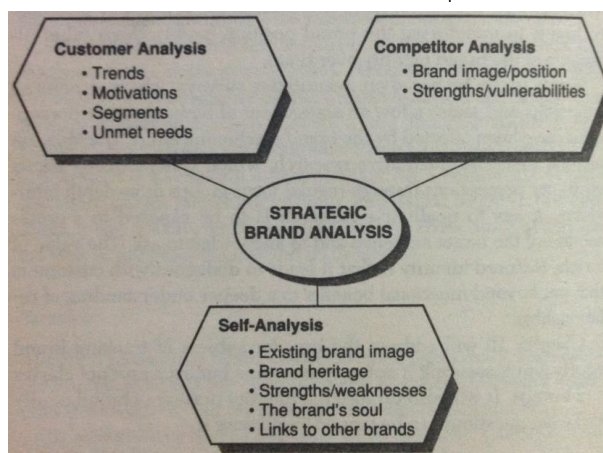 Customer Analysis
• Trends
• Motivations
• Segments
• Unmet needs
Competitor Analysis
• Brand image/position
• Strengths/vulnerabilities
STRATEGIC
BRAND ANALYSIS
Self-Analysis
• Existing brand image
• Brand heritage
• Strengths/weaknesses
• The brand's soul
• Links to other brands